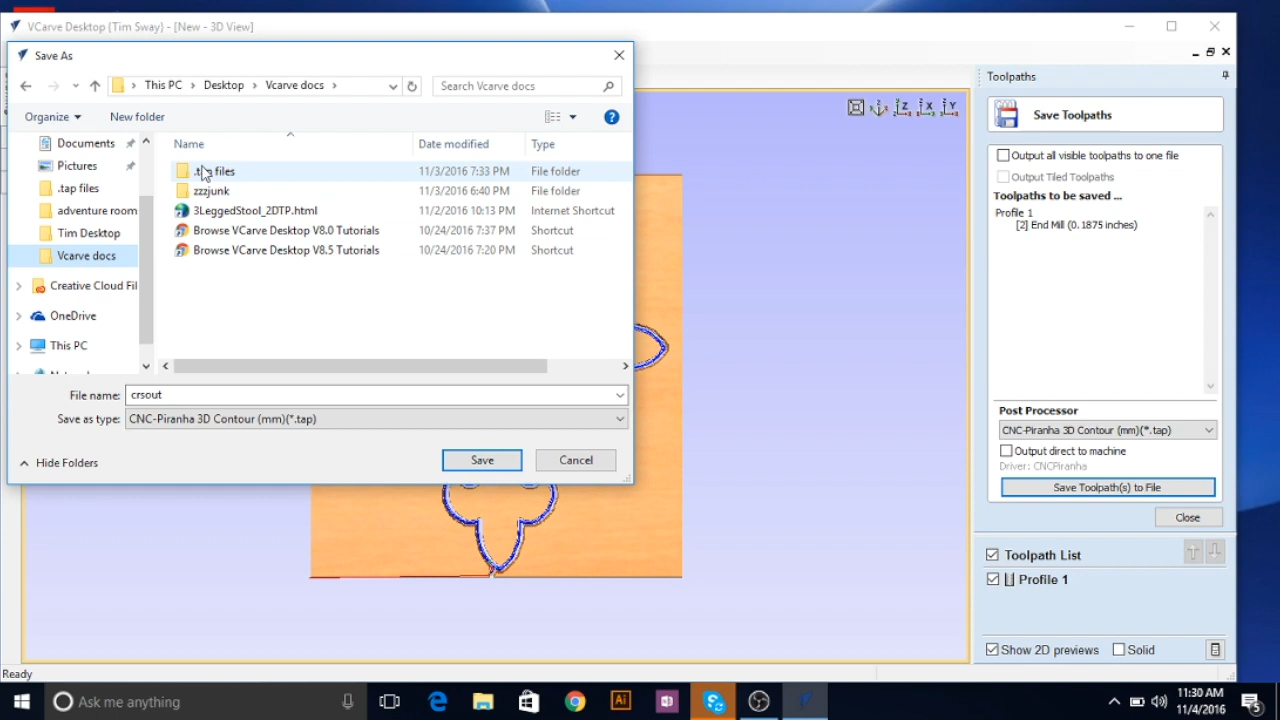 VCarve Desktop {Tim Sway} - [New - 3D View]
Save As
This PC > Desktop > Vcarve docs >
Search Vcarve docs
Organize
New folder
?
Documents
Pictures
.tap files
adventure room
Tim Desktop
Vcarve docs
Creative Cloud Fil
OneDrive
This PC
Name Date modified Type
files 11/3/2016 7:33 PM File folder
zzzjunk 11/3/2016 6:40 PM File folder
3LeggedStool_2DTP.html 11/2/2016 10:13 PM Internet Shortcut
Browse VCarve Desktop V8.0 Tutorials 10/24/2016 7:37 PM Shortcut
Browse VCarve Desktop V8.5 Tutorials 10/24/2016 7:20 PM Shortcut
File name: crsout
Save as type: CNC-Piranha 3D Contour (mm)(*.tap)
Hide Folders
Save
Cancel
Z X Y
Toolpaths
Save Toolpaths
Output all visible toolpaths to one file
Output Tiled Toolpaths
Toolpaths to be saved ...
Profile 1
[2] End Mill (0.1875 inches)
Post Processor
CNC-Piranha 3D Contour (mm) (*.tap)
Output direct to machine
Driver: CNCPiranha
Save Toolpath(s) to File
Close
Toolpath List
Profile 1
Show 2D previews
Solid
Ready
Ask me anything
Ai
11:30 AM
11/4/2016
5